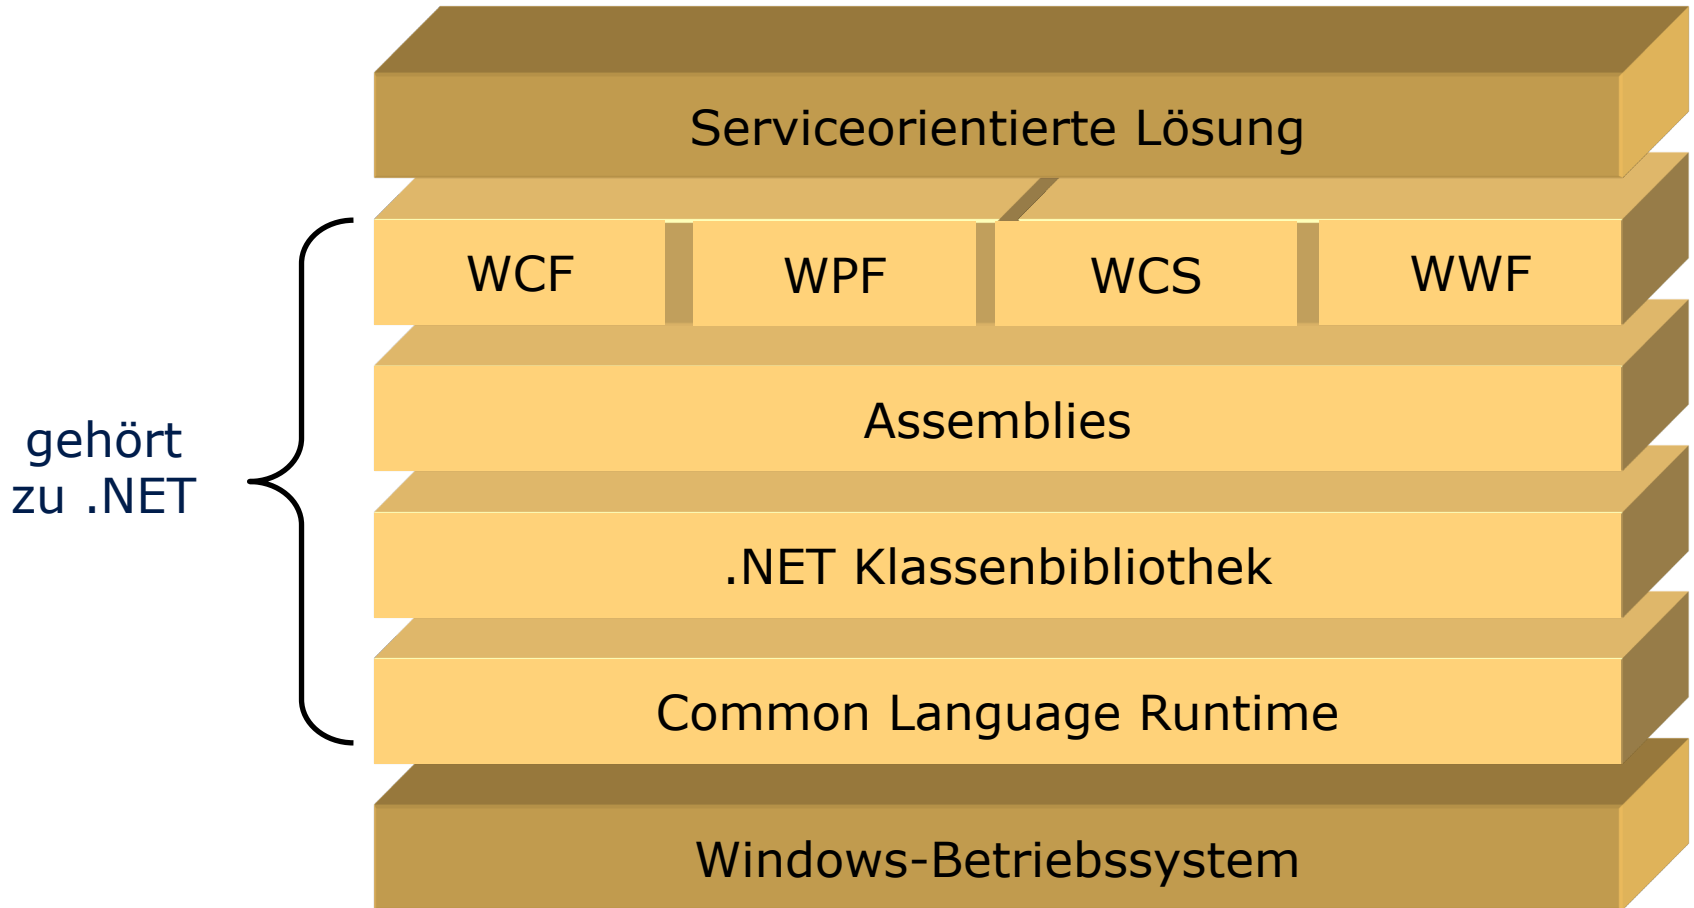 Serviceorientierte Lösung
WCF
WPF
WCS
WWF
Assemblies
gehört
zu .NET
.NET Klassenbibliothek
Common Language Runtime
Windows-Betriebssystem